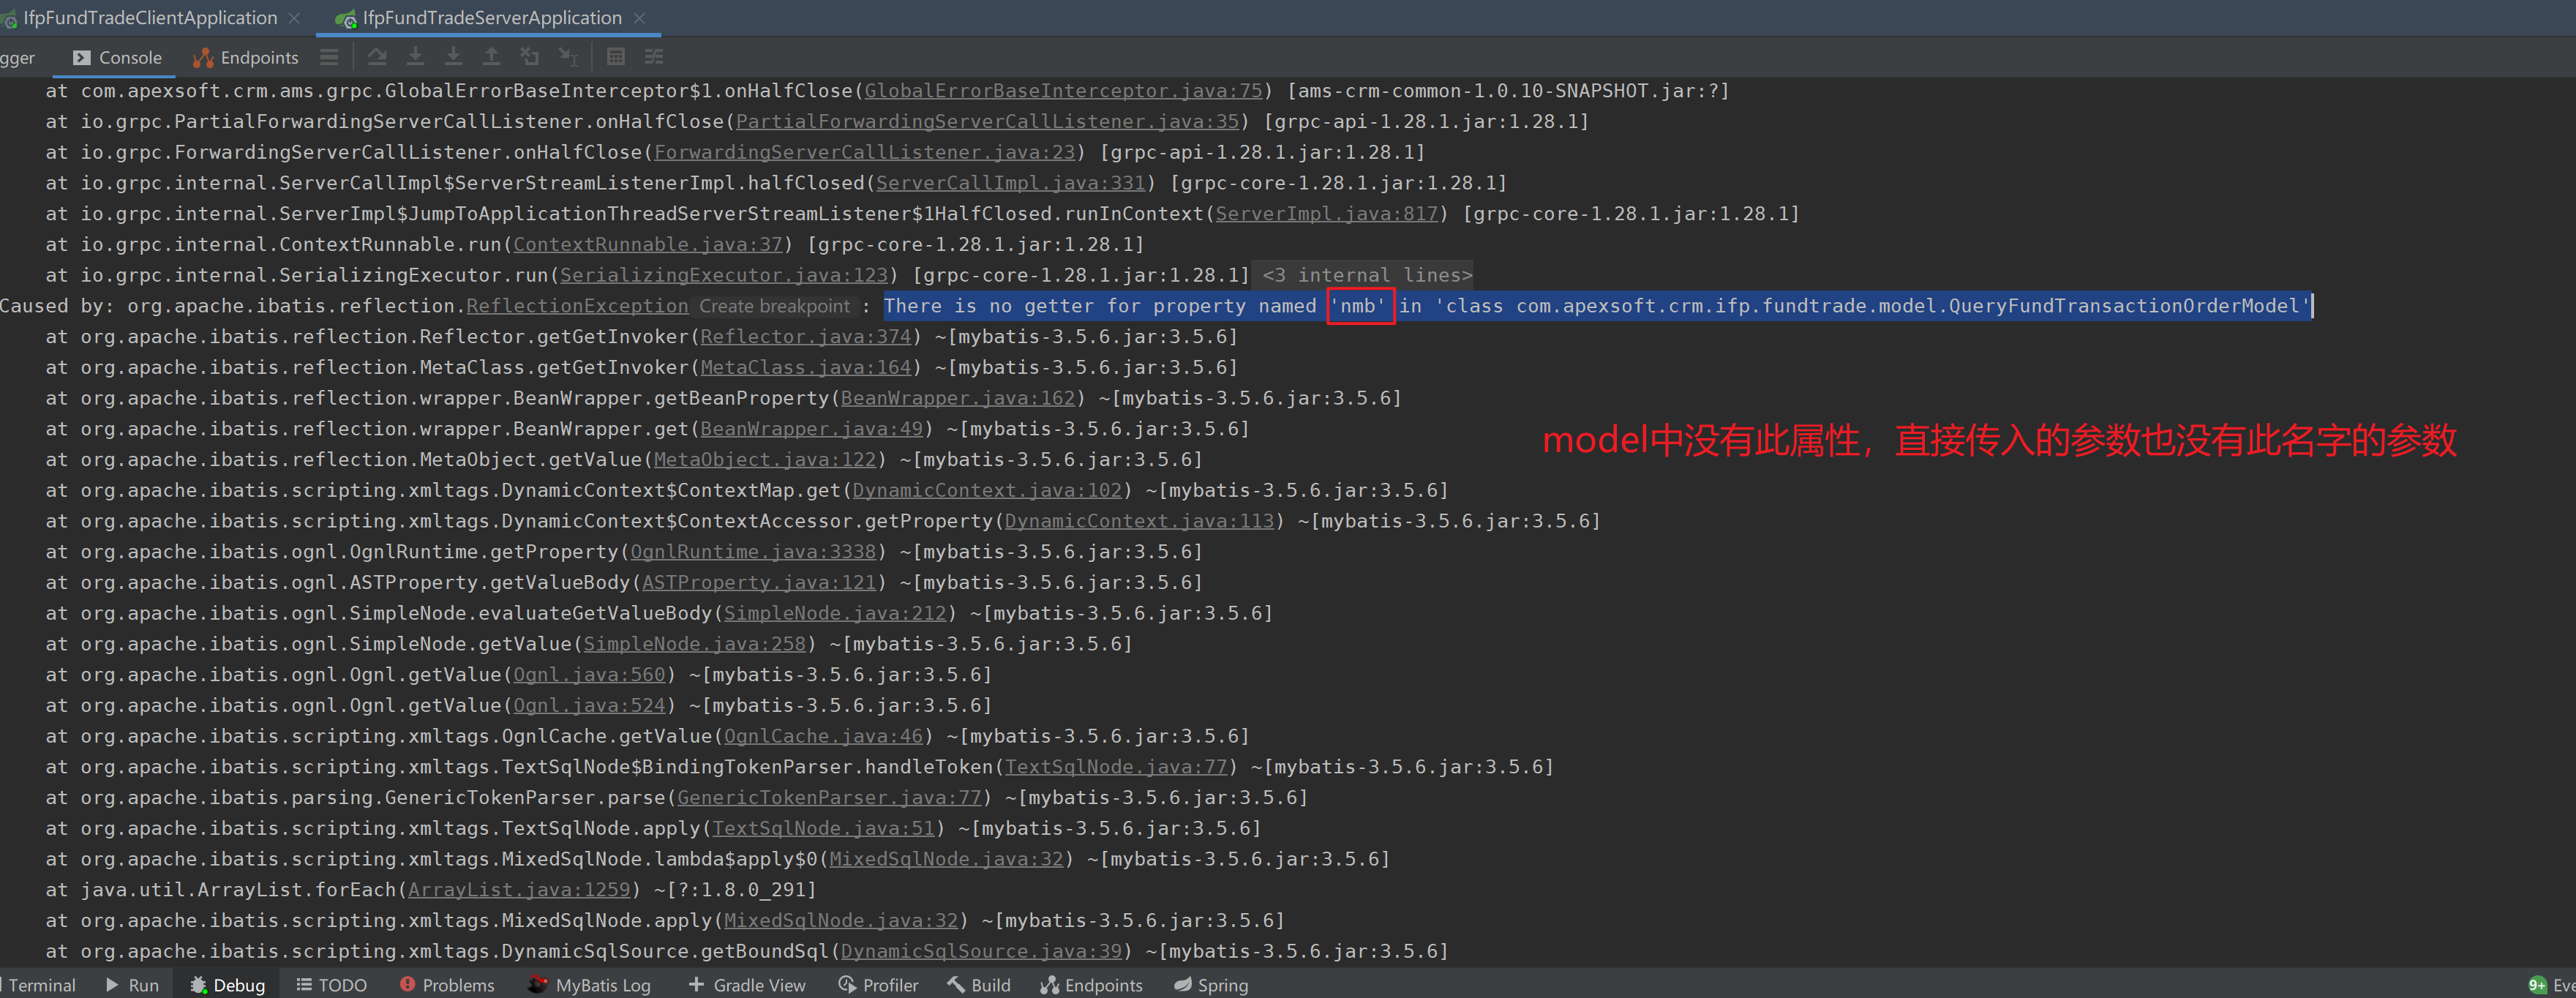 IfpFundTradeClientApplication × IfpFundTradeServerApplication ×
gger Console Endpoints
at com.apexsoft.crm.ams.grpc.GlobalErrorBaseInterceptor$1.onHalfClose(GlobalErrorBaseInterceptor.java:75) [ams-crm-common-1.0.10-SNAPSHOT.jar:?]
at io.grpc.PartialForwardingServerCallListener.onHalfClose(PartialForwardingServerCallListener.java:35) [grpc-api-1.28.1.jar:1.28.1]
at io.grpc.ForwardingServerCallListener.onHalfClose(ForwardingServerCallListener.java:23) [grpc-api-1.28.1.jar:1.28.1]
at io.grpc.internal.ServerCallImpl$ServerStreamListenerImpl.halfClosed(ServerCallImpl.java:331) [grpc-core-1.28.1.jar:1.28.1]
at io.grpc.internal.ServerImpl$JumpToApplicationThreadServerStreamListener$1HalfClosed.runInContext(ServerImpl.java:817) [grpc-core-1.28.1.jar:1.28.1]
at io.grpc.internal.ContextRunnable.run(ContextRunnable.java:37) [grpc-core-1.28.1.jar:1.28.1]
at io.grpc.internal.SerializingExecutor.run(SerializingExecutor.java:123) [grpc-core-1.28.1.jar:1.28.1] <3 internal lines>
Caused by: org.apache.ibatis.reflection.ReflectionException Create breakpoint : There is no getter for property named 'nmb' in 'class com.apexsoft.crm.ifp.fundtrade.model.QueryFundTransactionOrderModel'
at org.apache.ibatis.reflection.Reflector.getGetInvoker(Reflector.java:374) ~[mybatis-3.5.6.jar:3.5.6]
at org.apache.ibatis.reflection.MetaClass.getGetInvoker(MetaClass.java:164) ~[mybatis-3.5.6.jar:3.5.6]
at org.apache.ibatis.reflection.wrapper.BeanWrapper.getBeanProperty(BeanWrapper.java:162) ~[mybatis-3.5.6.jar:3.5.6]
at org.apache.ibatis.reflection.wrapper.BeanWrapper.get(BeanWrapper.java:49) ~[mybatis-3.5.6.jar:3.5.6]
model中没有此属性，直接传入的参数也没有此名字的参数
at org.apache.ibatis.reflection.MetaObject.getValue(MetaObject.java:122) ~[mybatis-3.5.6.jar:3.5.6]
at org.apache.ibatis.scripting.xmltags.DynamicContext$ContextMap.get(DynamicContext.java:102) ~[mybatis-3.5.6.jar:3.5.6]
at org.apache.ibatis.scripting.xmltags.DynamicContext$ContextAccessor.getProperty(DynamicContext.java:113) ~[mybatis-3.5.6.jar:3.5.6]
at org.apache.ibatis.ognl.OgnlRuntime.getProperty(OgnlRuntime.java:3338) ~[mybatis-3.5.6.jar:3.5.6]
at org.apache.ibatis.ognl.ASTProperty.getValueBody(ASTProperty.java:121) ~[mybatis-3.5.6.jar:3.5.6]
at org.apache.ibatis.ognl.SimpleNode.evaluateGetValueBody(SimpleNode.java:212) ~[mybatis-3.5.6.jar:3.5.6]
at org.apache.ibatis.ognl.SimpleNode.getValue(SimpleNode.java:258) ~[mybatis-3.5.6.jar:3.5.6]
at org.apache.ibatis.ognl.Ognl.getValue(Ognl.java:560) ~[mybatis-3.5.6.jar:3.5.6]
at org.apache.ibatis.ognl.Ognl.getValue(Ognl.java:524) ~[mybatis-3.5.6.jar:3.5.6]
at org.apache.ibatis.scripting.xmltags.OgnlCache.getValue(OgnlCache.java:46) ~[mybatis-3.5.6.jar:3.5.6]
at org.apache.ibatis.scripting.xmltags.TextSqlNode$BindingTokenParser.handleToken(TextSqlNode.java:77) ~[mybatis-3.5.6.jar:3.5.6]
at org.apache.ibatis.parsing.GenericTokenParser.parse(GenericTokenParser.java:77) ~[mybatis-3.5.6.jar:3.5.6]
at org.apache.ibatis.scripting.xmltags.TextSqlNode.apply(TextSqlNode.java:51) ~[mybatis-3.5.6.jar:3.5.6]
at org.apache.ibatis.scripting.xmltags.MixedSqlNode.lambda$apply$0(MixedSqlNode.java:32) ~[mybatis-3.5.6.jar:3.5.6]
at java.util.ArrayList.forEach(ArrayList.java:1259) ~[?:1.8.0_291]
at org.apache.ibatis.scripting.xmltags.MixedSqlNode.apply(MixedSqlNode.java:32) ~[mybatis-3.5.6.jar:3.5.6]
at org.apache.ibatis.scripting.xmltags.DynamicSqlSource.getBoundSql(DynamicSqlSource.java:39) ~[mybatis-3.5.6.jar:3.5.6]
Terminal Run Debug TODO Problems MyBatis Log Gradle View Profiler Build Endpoints Spring 9+ Eve